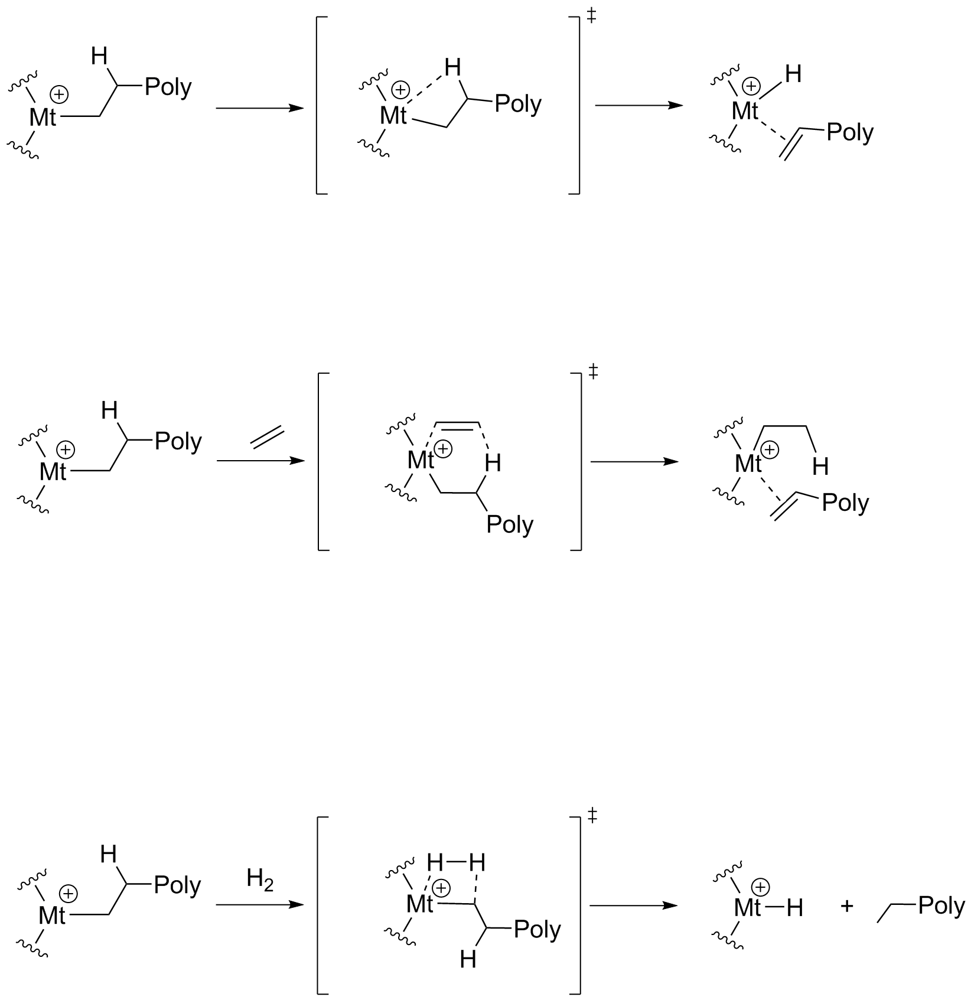 H Poly ⊕ Mt
‡
H ⊕ Poly Mt
H ⊕ Mt Poly
H Poly ⊕ Mt
‡
Mt ⊕ H Poly
⊕ Mt H Poly
H Poly ⊕ Mt
H₂
‡
H H ⊕ Mt Poly H
⊕ Mt H + Poly